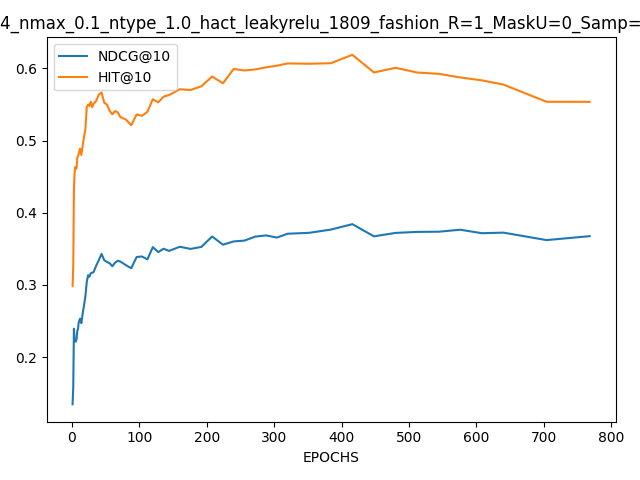 4_nmax_0.1_ntype_1.0_hact_leakyrelu_1809_fashion_R=1_MaskU=0_Samp=
NDCG@10
HIT@10
0.6
0.5
0.4
0.3
0.2
0 100 200 300 400 500 600 700 800
EPOCHS